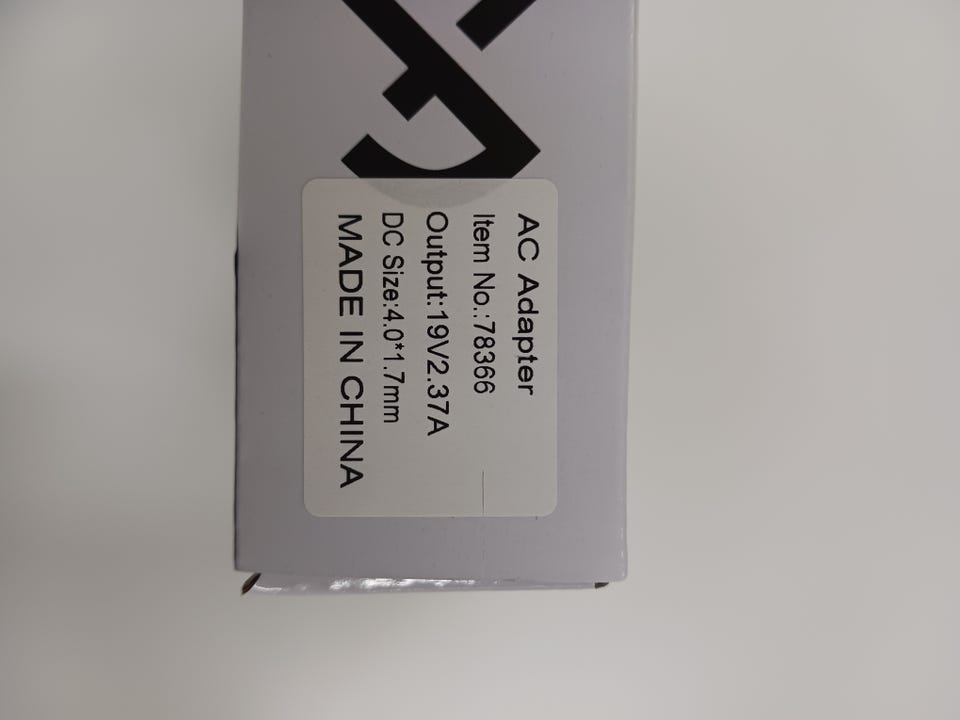 AC Adapter
Item No.:78366
Output:19V2.37A
DC Size:4.0*1.7mm
MADE IN CHINA